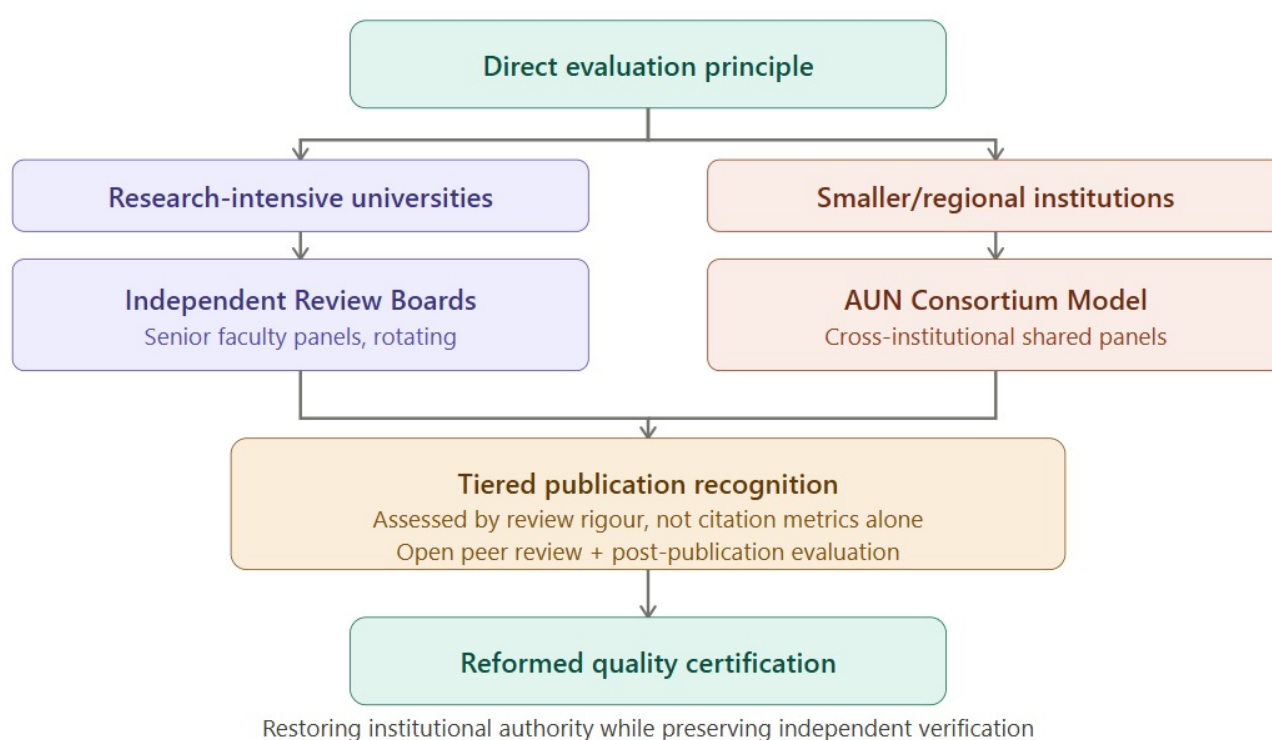 Direct evaluation principle
Research-intensive universities
Smaller/regional institutions
Independent Review Boards
Senior faculty panels, rotating
AUN Consortium Model
Cross-institutional shared panels
Tiered publication recognition
Assessed by review rigour, not citation metrics alone
Open peer review + post-publication evaluation
Reformed quality certification
Restoring institutional authority while preserving independent verification